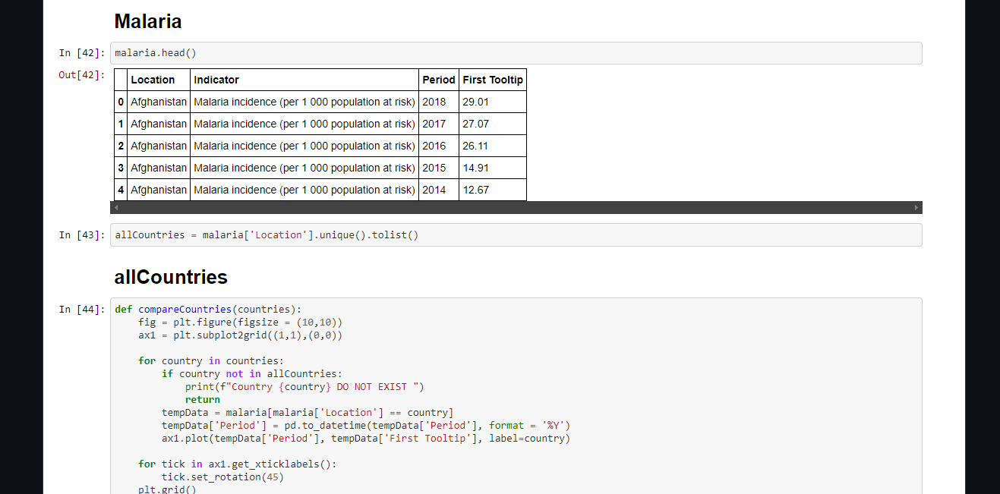 Malaria
In [42]: malaria.head()
Out[42]:
Location Indicator Period First Tooltip
0 Afghanistan Malaria incidence (per 1 000 population at risk) 2018 29.01
1 Afghanistan Malaria incidence (per 1 000 population at risk) 2017 27.07
2 Afghanistan Malaria incidence (per 1 000 population at risk) 2016 26.11
3 Afghanistan Malaria incidence (per 1 000 population at risk) 2015 14.91
4 Afghanistan Malaria incidence (per 1 000 population at risk) 2014 12.67
In [43]: allCountries = malaria['Location'].unique().tolist()
allCountries
In [44]: def compareCountries(countries):
    fig = plt.figure(figsize = (10,10))
    ax1 = plt.subplot2grid((1,1),(0,0))
    for country in countries:
        if country not in allCountries:
            print(f"Country {country} DO NOT EXIST ")
            return
        tempData = malaria[malaria['Location'] == country]
        tempData['Period'] = pd.to_datetime(tempData['Period'], format = '%Y')
        ax1.plot(tempData['Period'], tempData['First Tooltip'], label=country)
    for tick in ax1.get_xticklabels():
        tick.set_rotation(45)
    plt.grid()